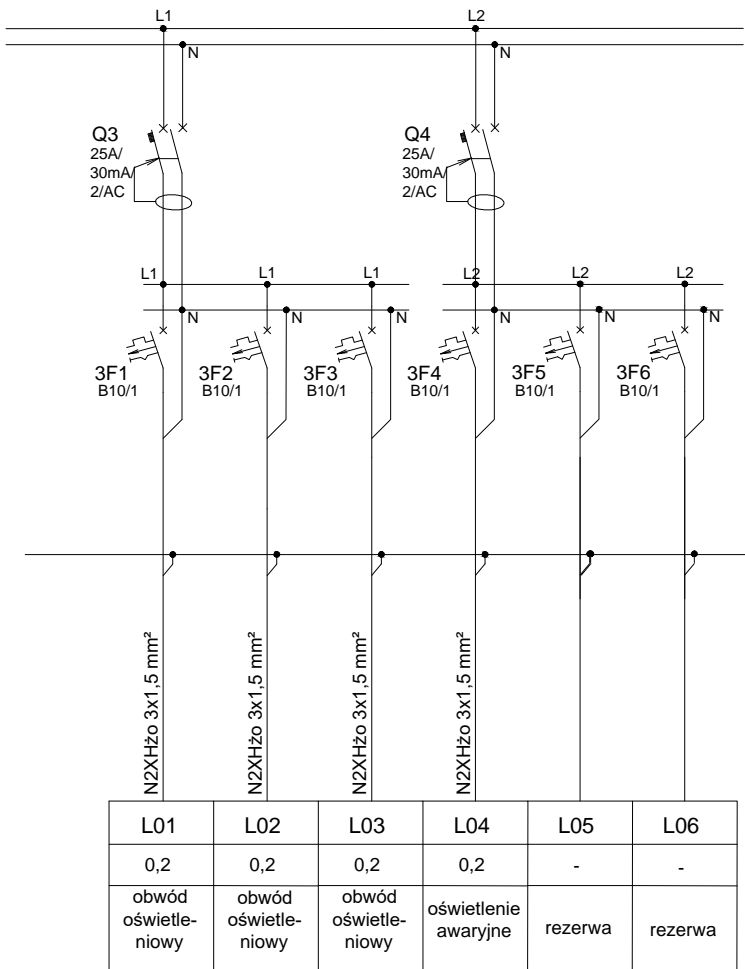 L1
L2
N
N
Q3
25A/
30mA/
2/AC
Q4
25A/
30mA/
2/AC
L1
L1
L1
L2
L2
L2
N
N
N
N
N
N
3F1
B10/1
3F2
B10/1
3F3
B10/1
3F4
B10/1
3F5
B10/1
3F6
B10/1
N2XHżo 3x1,5 mm²
N2XHżo 3x1,5 mm²
N2XHżo 3x1,5 mm²
N2XHżo 3x1,5 mm²
L01
L02
L03
L04
L05
L06
0,2
0,2
0,2
0,2
-
-
obwód
oświetle-
niowy
obwód
oświetle-
niowy
obwód
oświetle-
niowy
oświetlenie
awaryjne
rezerwa
rezerwa